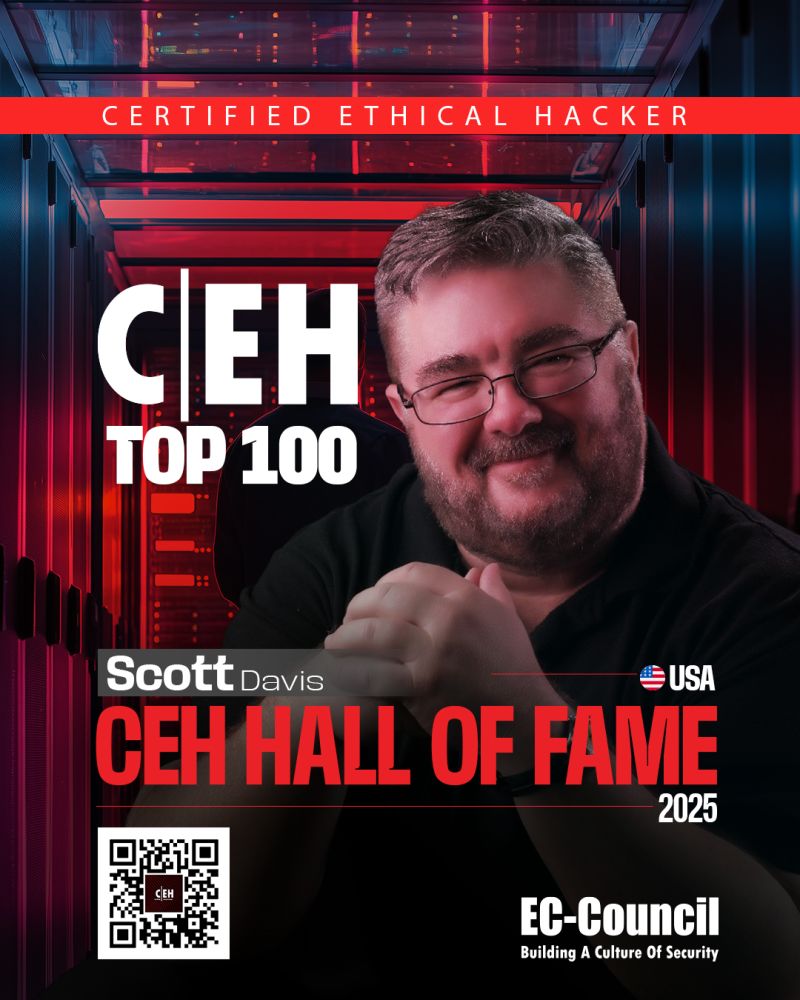 CERTIFIED ETHICAL HACKER
C|EH
TOP 100
Scott Davis
USA
CEH HALL OF FAME
2025
C|EH
EC-Council
Building A Culture Of Security